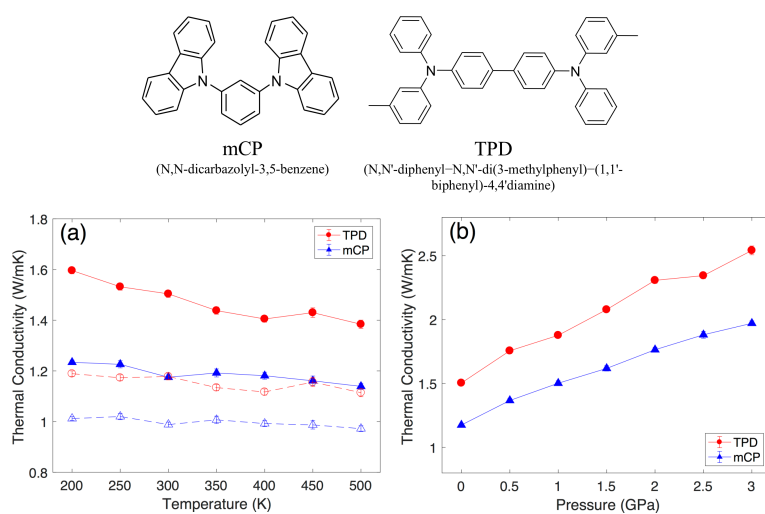 N
N
N
N
mCP
(N,N-dicarbazolyl-3,5-benzene)
TPD
(N,N'-diphenyl−N,N'-di(3-methylphenyl)−(1,1'-
biphenyl)-4,4'diamine)
(a)
TPD
mCP
1.8
1.6
1.4
1.2
1
0.8
Thermal Conductivity (W/mK)
200 250 300 350 400 450 500
Temperature (K)
(b)
2.5
2
1.5
1
Thermal Conductivity (W/mK)
TPD
mCP
0 0.5 1 1.5 2 2.5 3
Pressure (GPa)